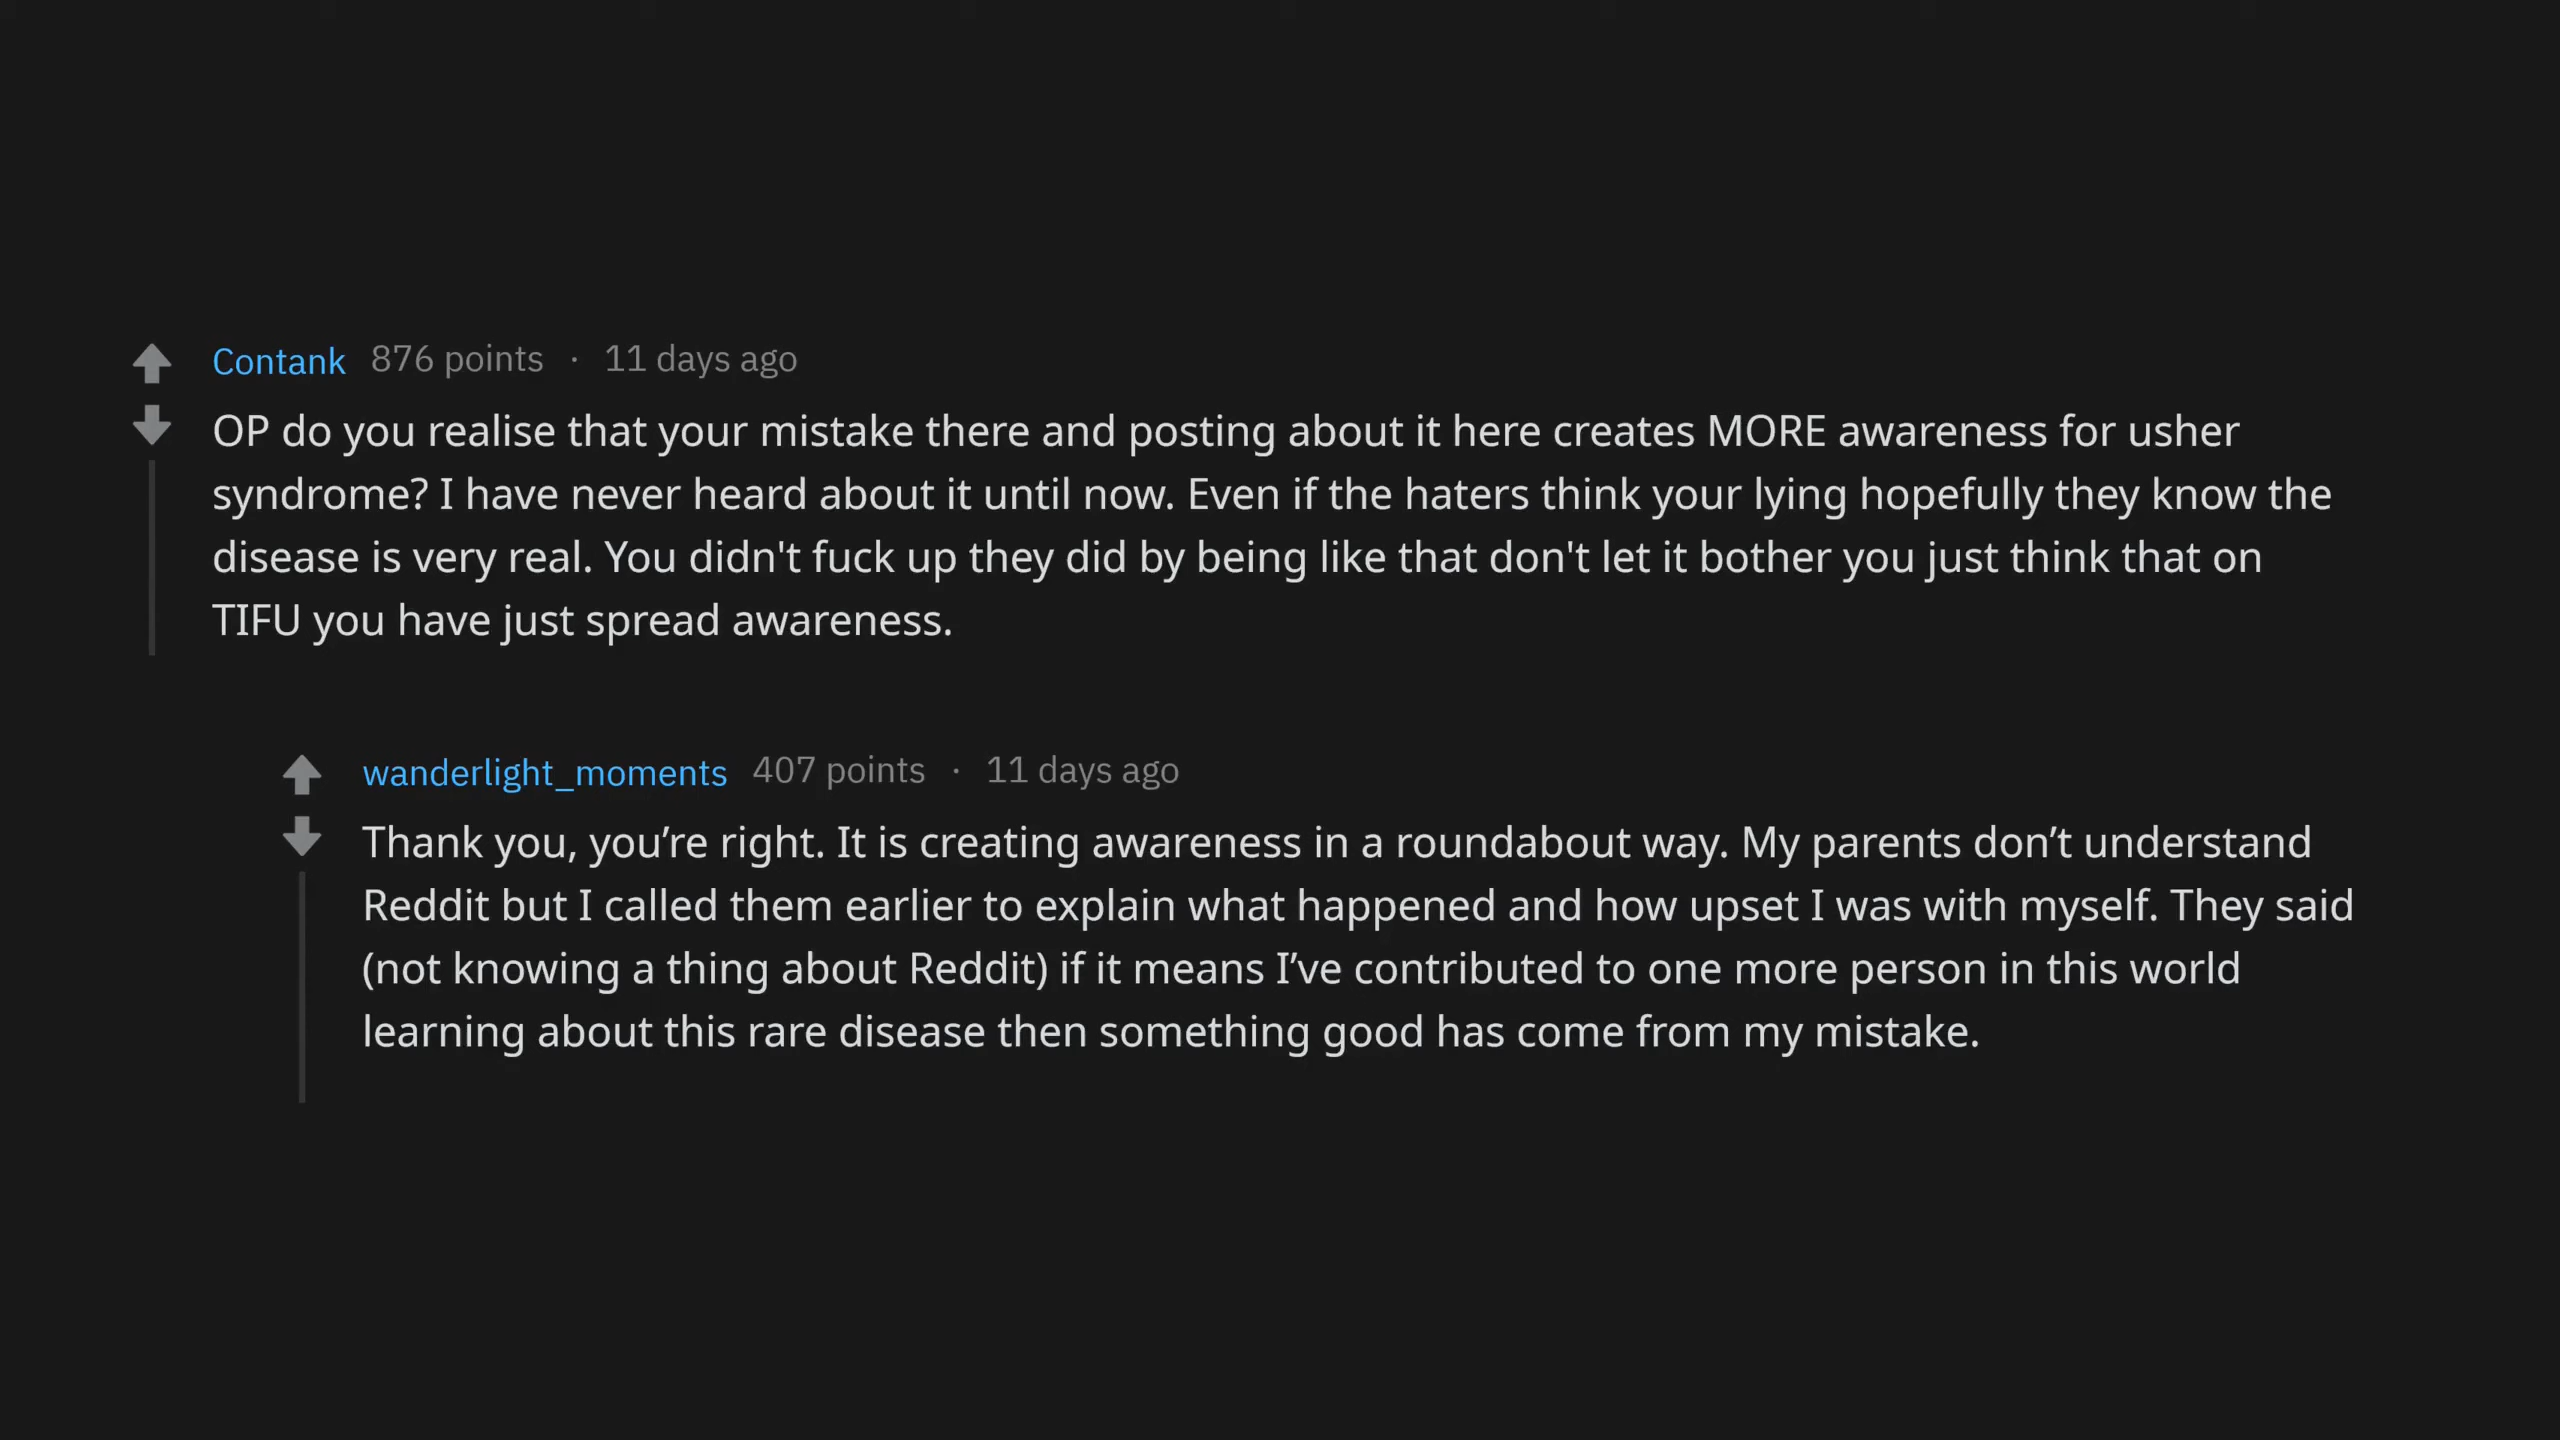 Contank 876 points · 11 days ago
OP do you realise that your mistake there and posting about it here creates MORE awareness for usher
syndrome? I have never heard about it until now. Even if the haters think your lying hopefully they know the
disease is very real. You didn't fuck up they did by being like that don't let it bother you just think that on
TIFU you have just spread awareness.
wanderlight_moments 407 points · 11 days ago
Thank you, you’re right. It is creating awareness in a roundabout way. My parents don’t understand
Reddit but I called them earlier to explain what happened and how upset I was with myself. They said
(not knowing a thing about Reddit) if it means I’ve contributed to one more person in this world
learning about this rare disease then something good has come from my mistake.